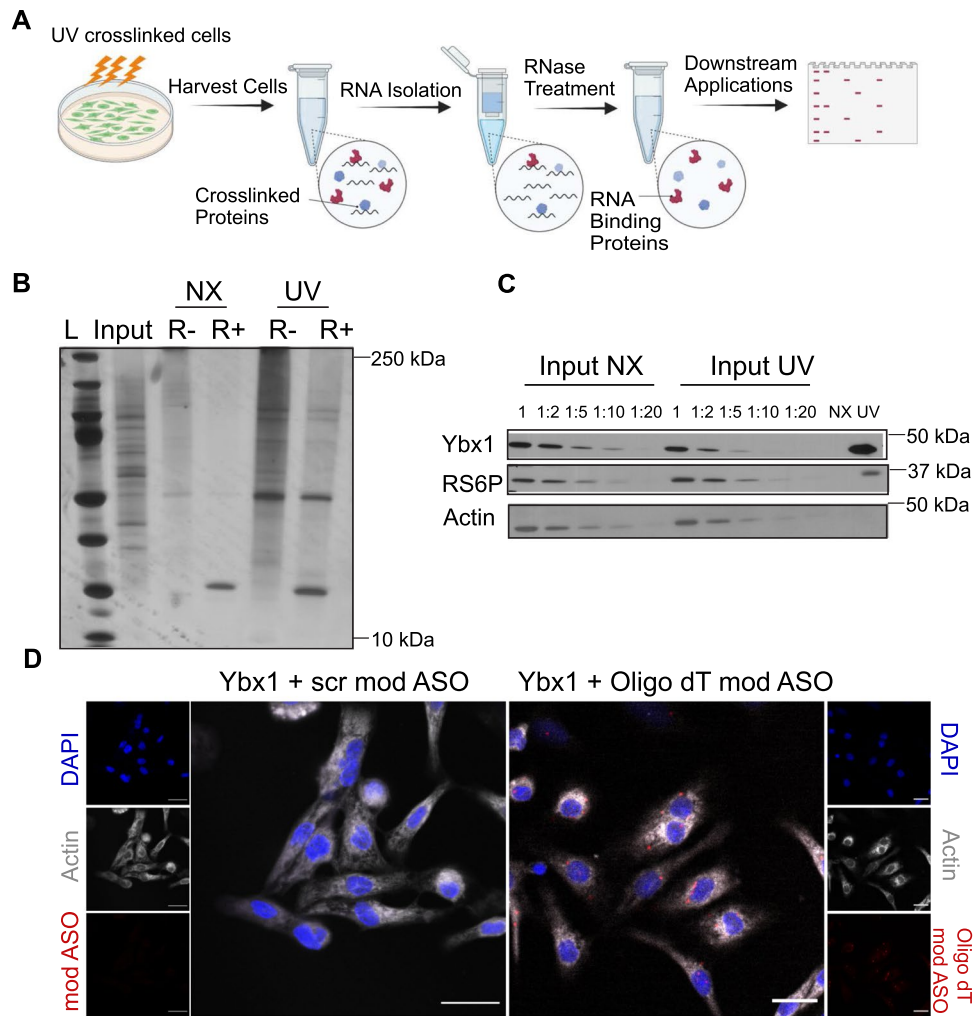 A
UV crosslinked cells
Harvest Cells
RNA Isolation
RNase
Treatment
Downstream
Applications
Crosslinked
Proteins
RNA
Binding
Proteins
B
NX
UV
L Input R- R+ R- R+
250 kDa
10 kDa
C
Input NX
Input UV
1 1:2 1:5 1:10 1:20 1 1:2 1:5 1:10 1:20 NX UV
Ybx1
50 kDa
RS6P
37 kDa
Actin
50 kDa
D
Ybx1 + scr mod ASO
Ybx1 + Oligo dT mod ASO
DAPI
Actin
mod ASO
DAPI
Actin
Oligo dT
mod ASO